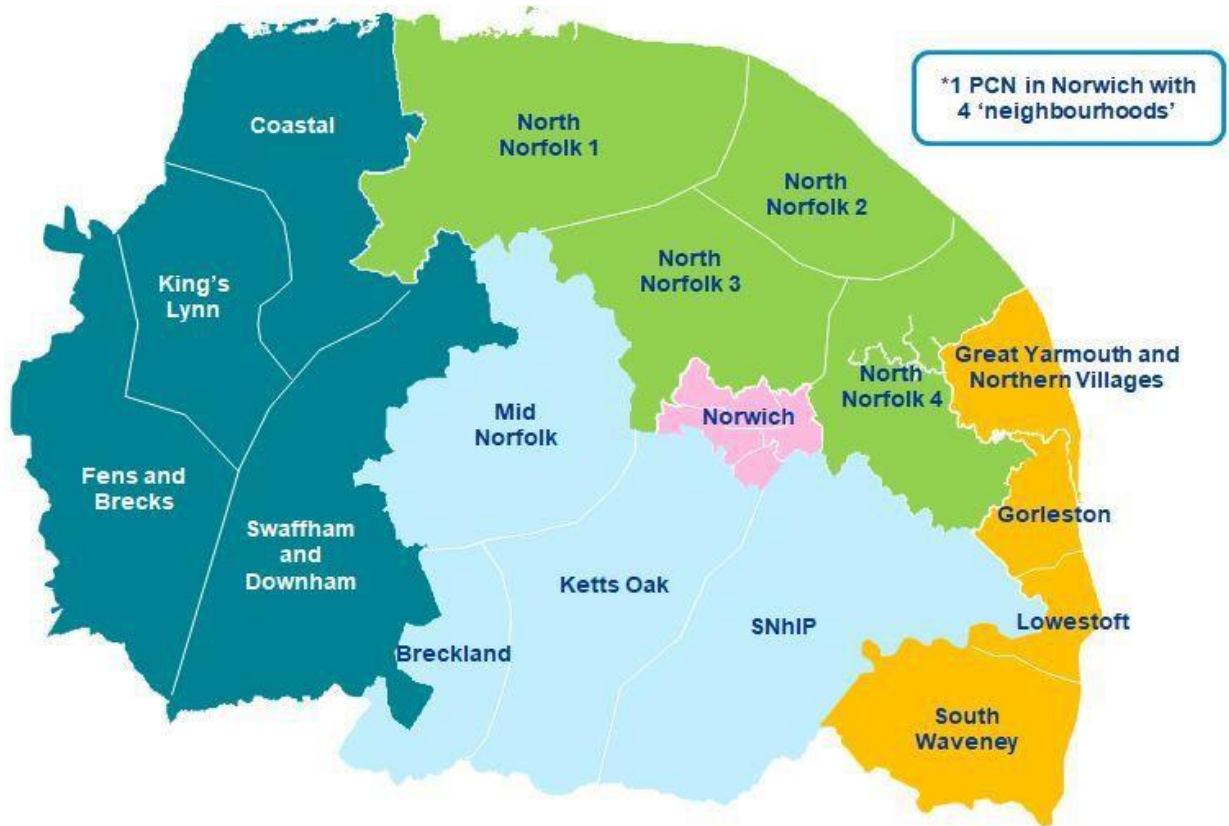 *1 PCN in Norwich with
4 ‘neighbourhoods’
Coastal
North
Norfolk 1
North
Norfolk 2
King's
Lynn
North
Norfolk 3
Great Yarmouth and
Northern Villages
North
Norfolk 4
Mid
Norfolk
Norwich
Fens and
Brecks
Swaffham
and
Downham
Gorleston
Ketts Oak
SNhIP
Lowestoft
Breckland
South
Waveney